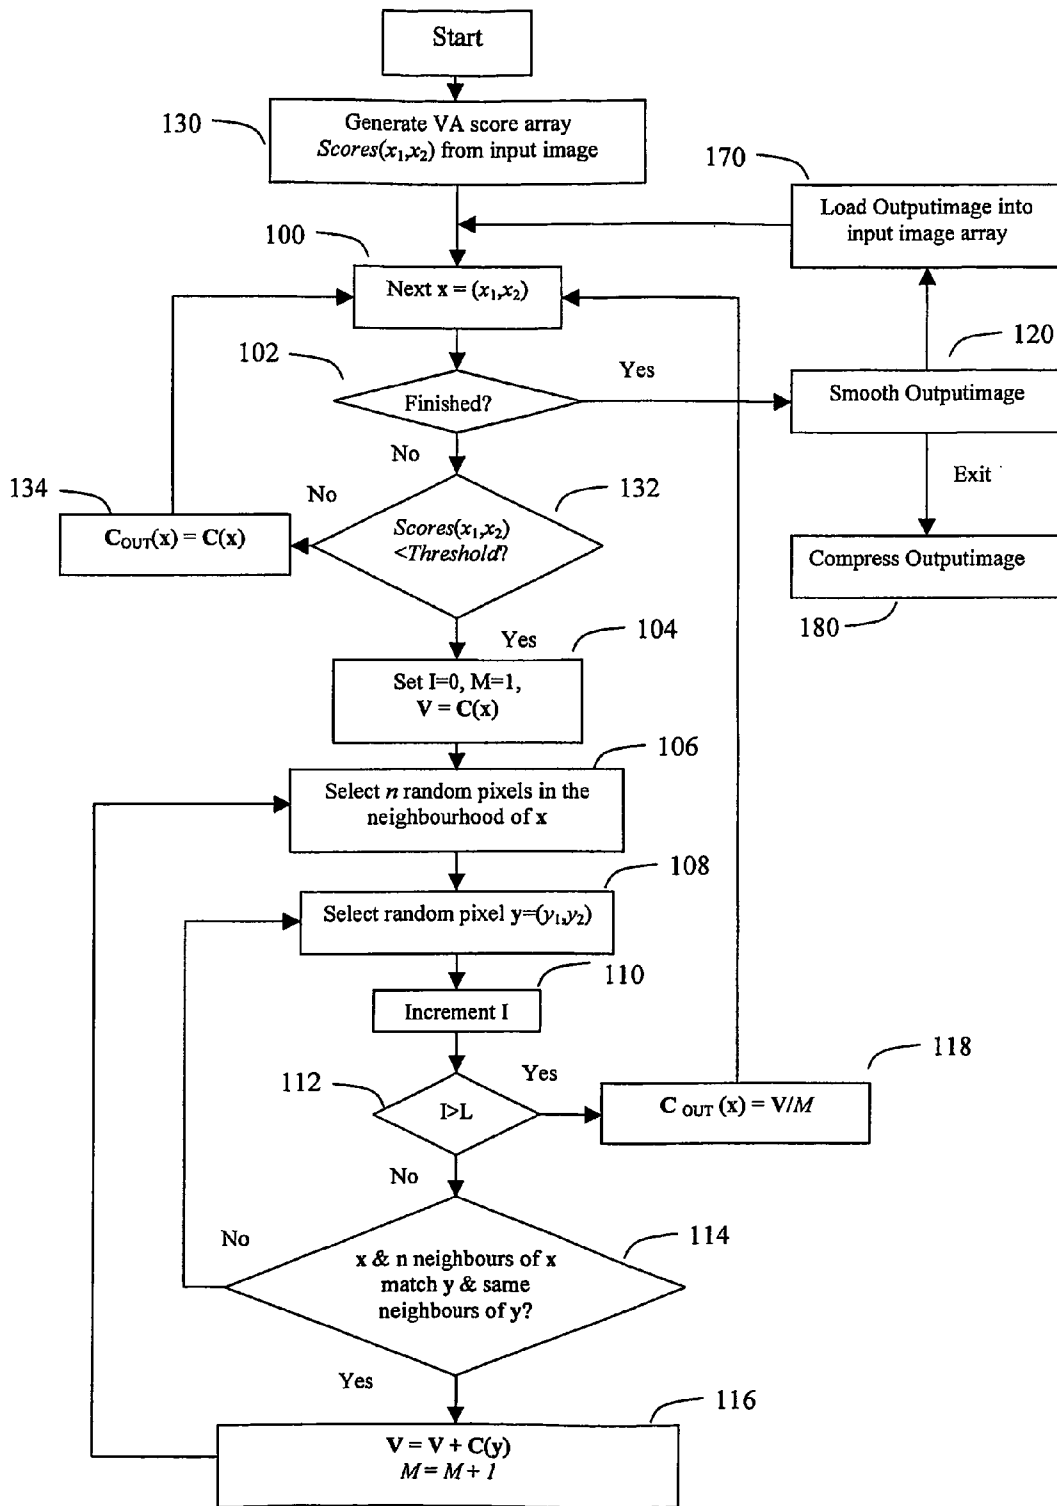 Start
130
Generate VA score array
Scores(x₁,x₂) from input image
170
Load Outputimage into
input image array
100
Next x = (x₁,x₂)
102
Finished?
Yes
120
Smooth Outputimage
No
Exit
134
C_OUT(x) = C(x)
No
132
Scores(x₁,x₂)
<Threshold?
Compress Outputimage
180
Yes
104
Set I=0, M=1,
V = C(x)
106
Select n random pixels in the
neighbourhood of x
108
Select random pixel y=(y₁,y₂)
110
Increment I
112
I>L
Yes
118
C OUT (x) = V/M
No
No
114
x & n neighbours of x
match y & same
neighbours of y?
Yes
116
V = V + C(y)
M = M + 1